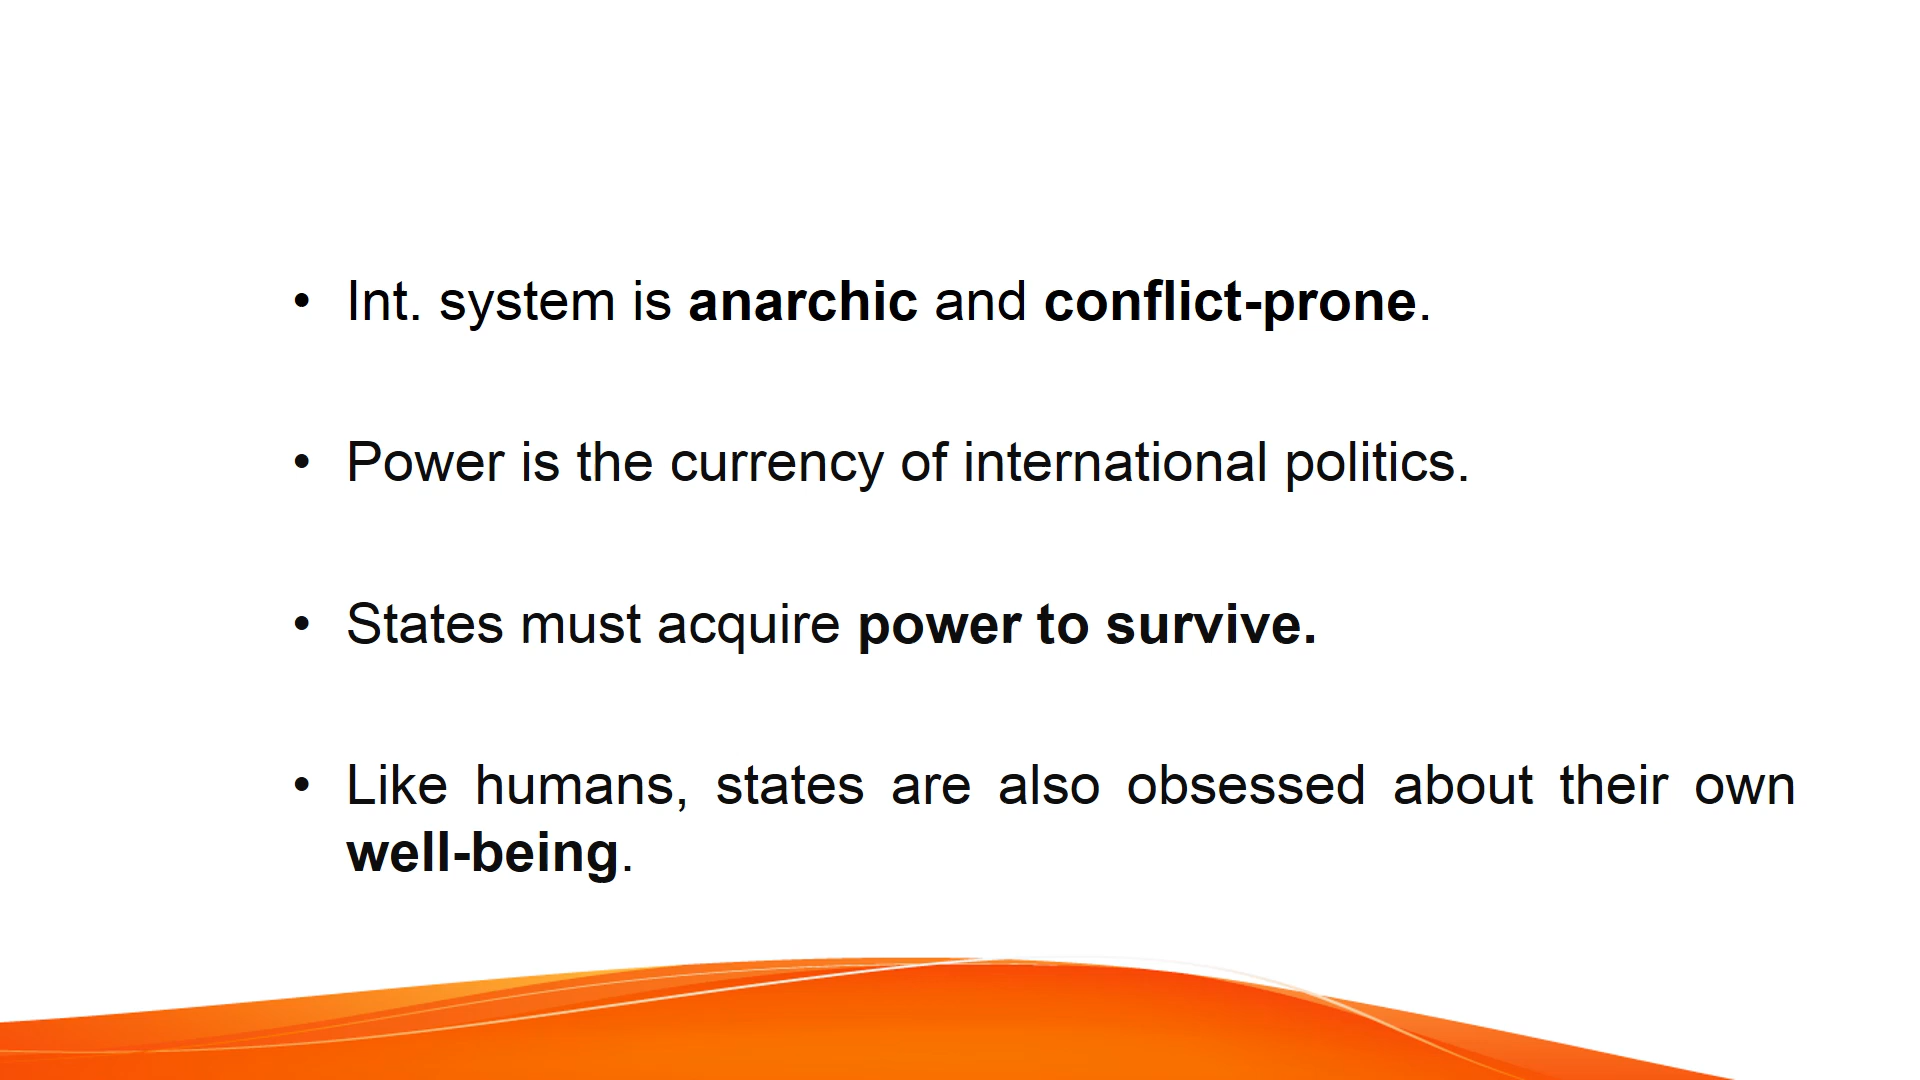 • Int. system is anarchic and conflict-prone.
• Power is the currency of international politics.
• States must acquire power to survive.
• Like humans, states are also obsessed about their own
well-being.